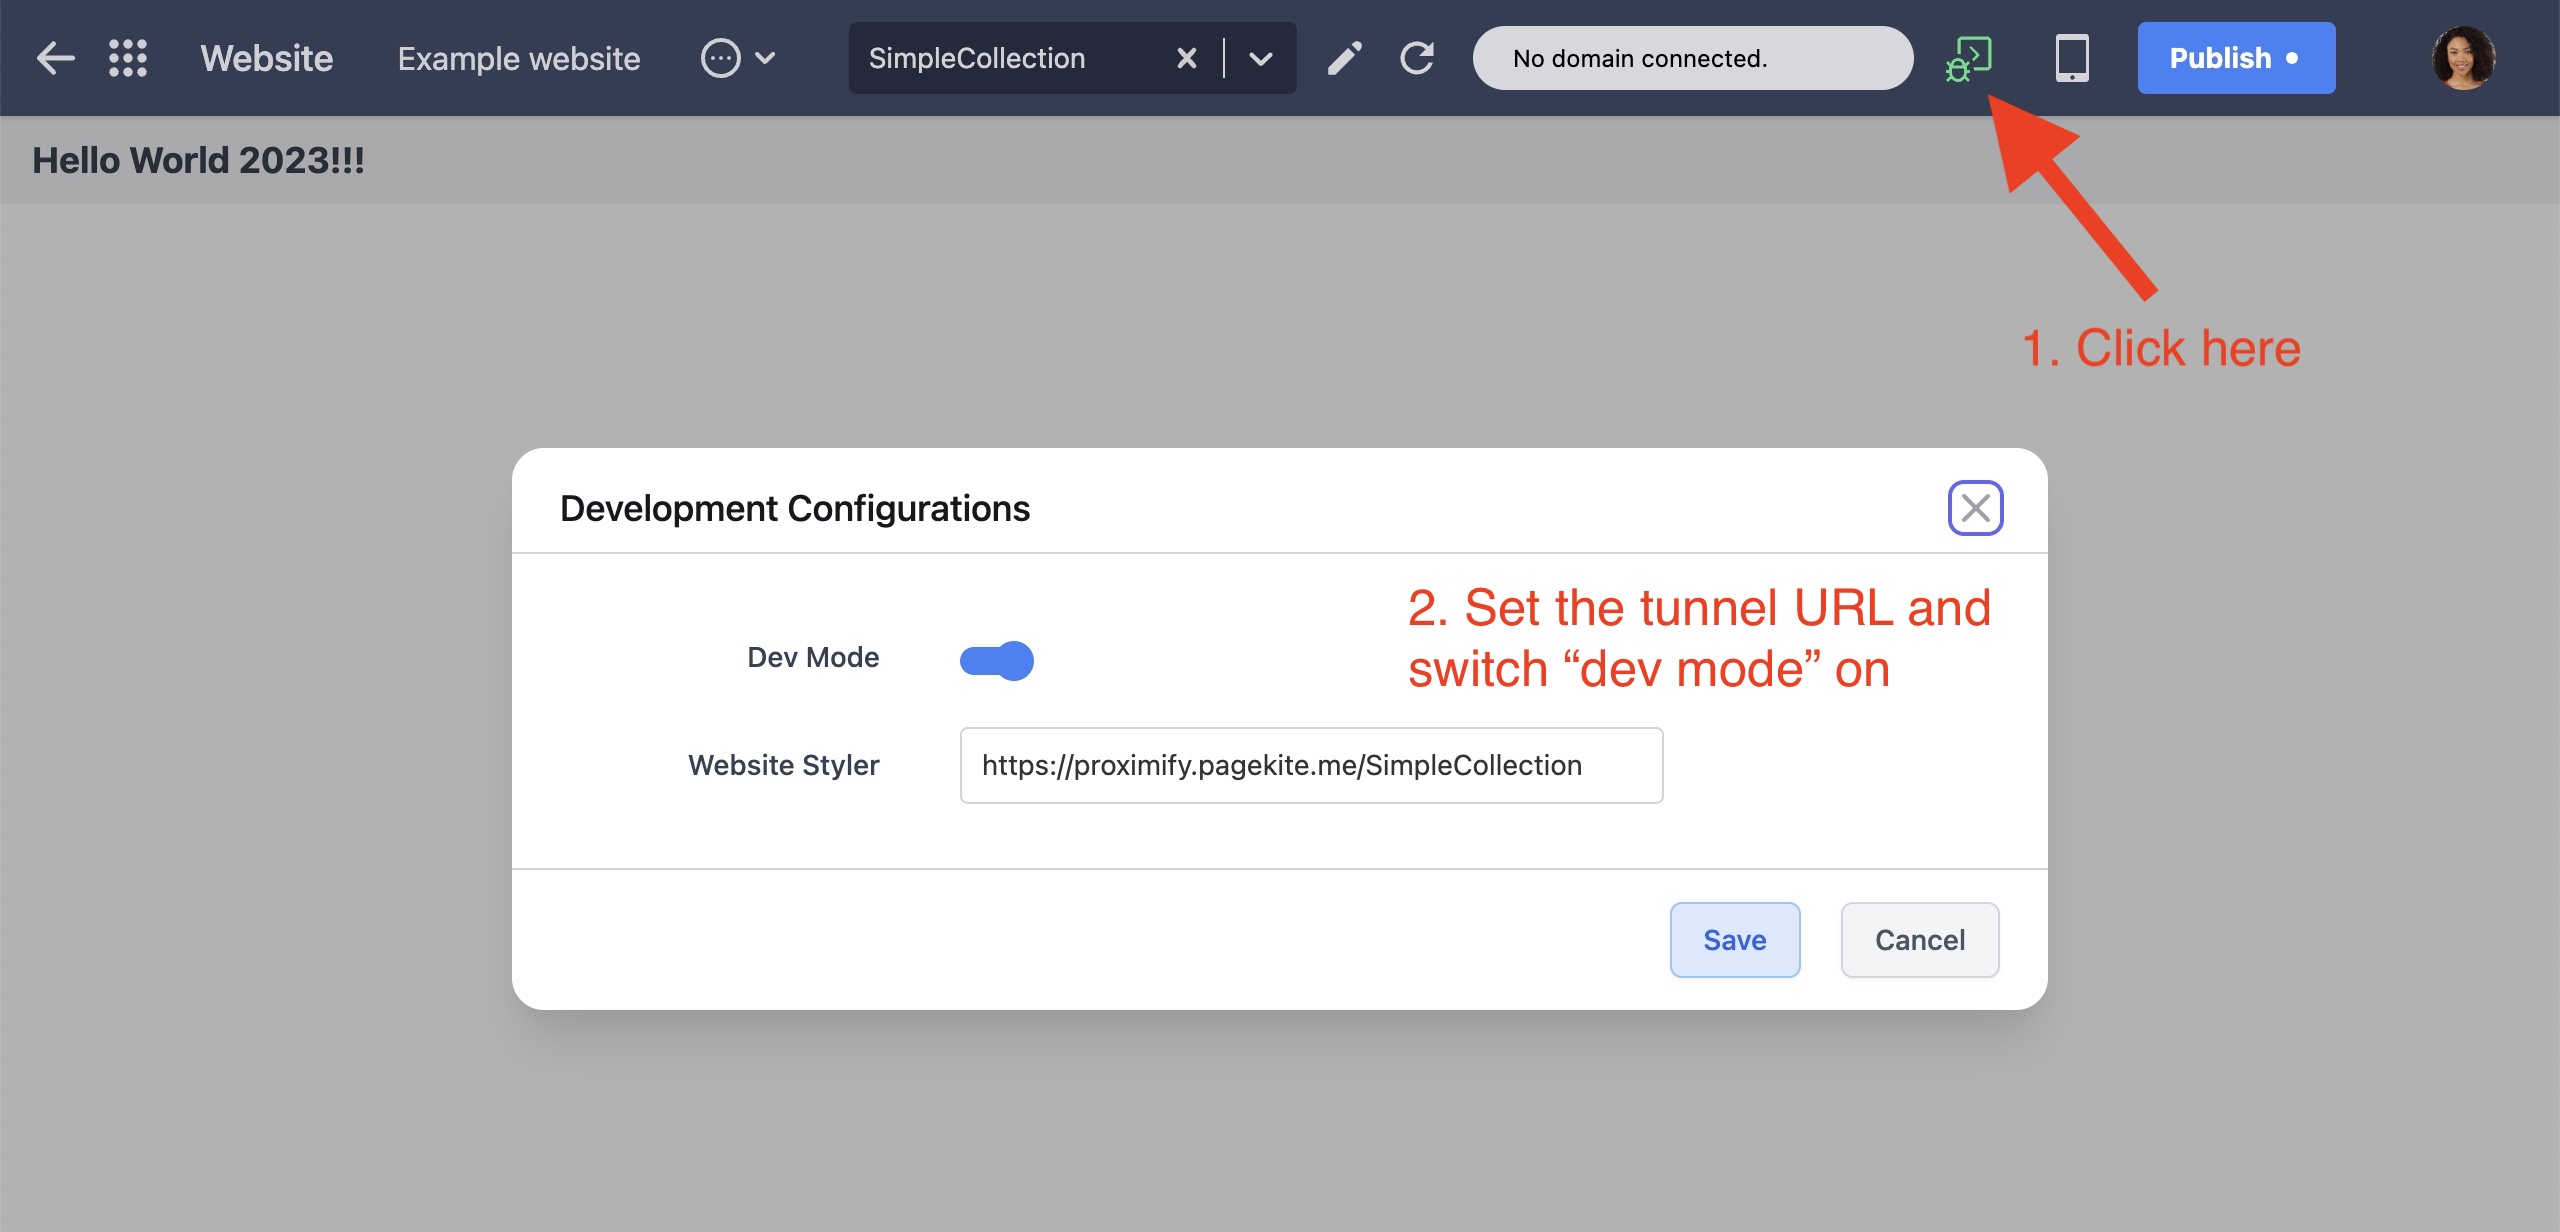 Website
Example website
SimpleCollection
No domain connected.
Publish
Hello World 2023!!!
1. Click here
Development Configurations
2. Set the tunnel URL and
switch “dev mode” on
Dev Mode
Website Styler
https://proximify.pagekite.me/SimpleCollection
Save
Cancel